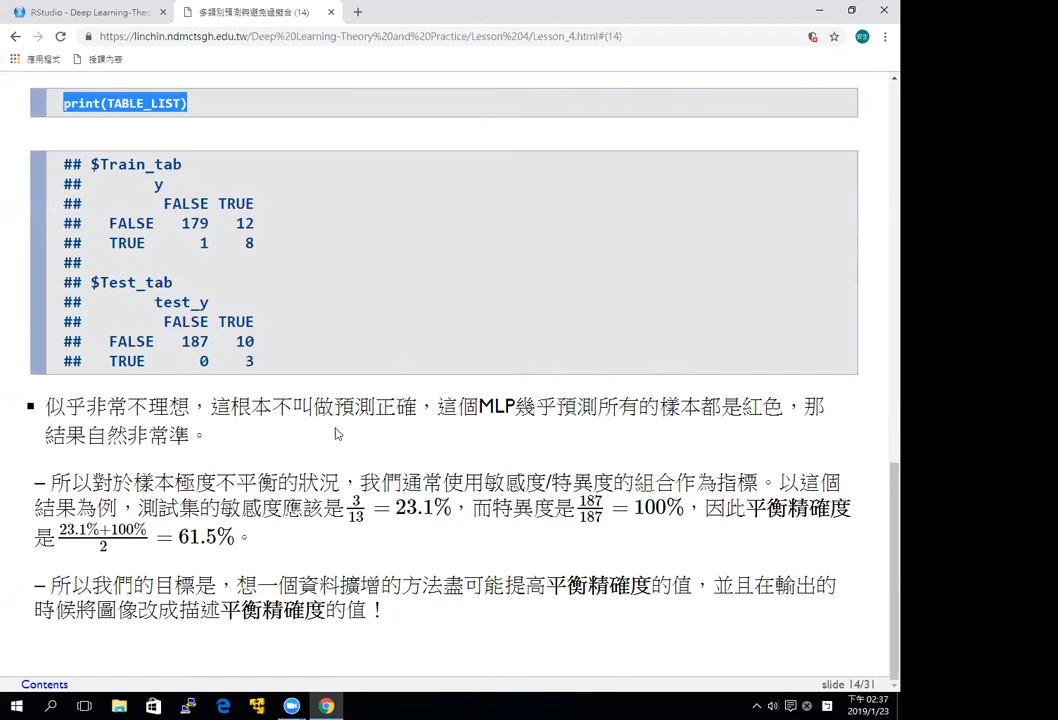 RStudio - Deep Learning-Theo
多類別預測與避免過擬合 (14)
https://linchin.ndmctsgh.edu.tw/Deep%20Learning-Theory%20and%20Practice/Lesson%204/Lesson_4.html#(14)
應用程式
授課內容
print(TABLE_LIST)
## $Train_tab
## y
## FALSE TRUE
## FALSE 179 12
## TRUE 1 8
##
## $Test_tab
## test_y
## FALSE TRUE
## FALSE 187 10
## TRUE 0 3
似乎非常不理想，這根本不叫做預測正確，這個MLP幾乎預測所有的樣本都是紅色，那
結果自然非常準。
– 所以對於樣本極度不平衡的狀況，我們通常使用敏感度/特異度的組合作為指標。以這個
結果為例，測試集的敏感度應該是 3/13 = 23.1%，而特異度是 187/187 = 100%，因此平衡精確度
是 23.1%+100%/2 = 61.5%。
– 所以我們的目標是，想一個資料擴增的方法盡可能提高平衡精確度的值，並且在輸出的
時候將圖像改成描述平衡精確度的值！
Contents
slide 14/31
下午 02:37
2019/1/23